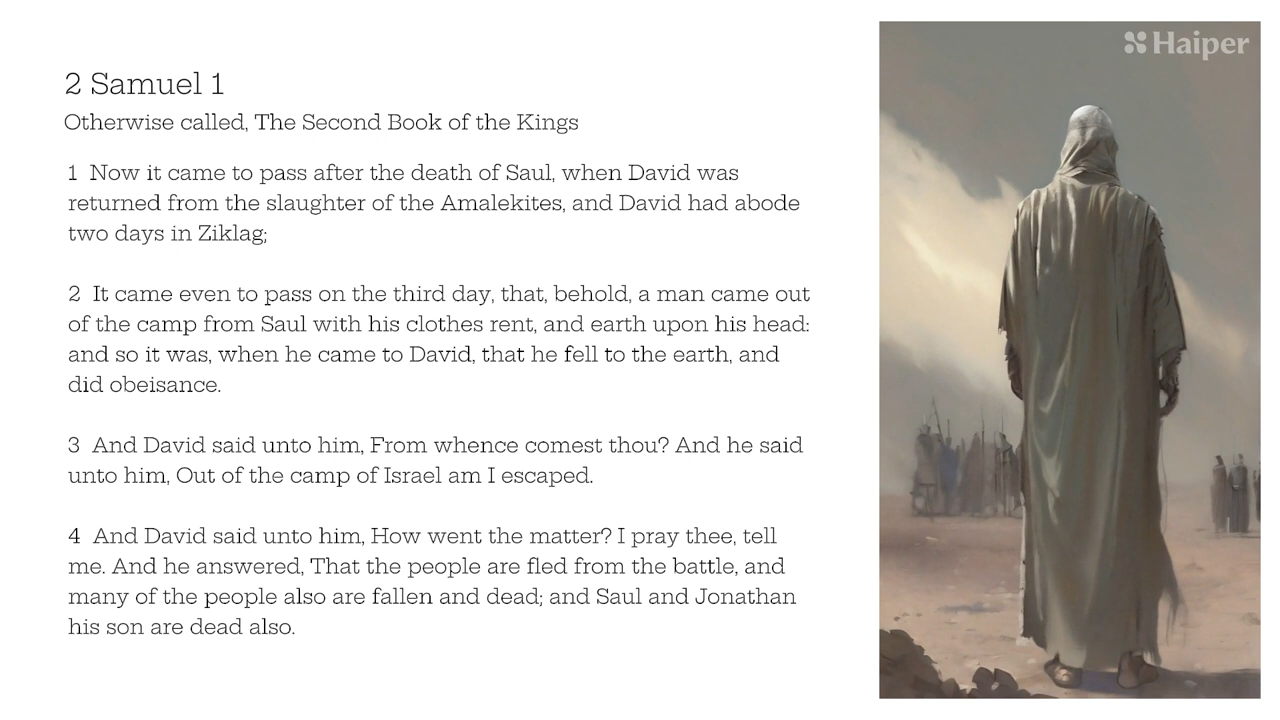 2 Samuel 1
Otherwise called, The Second Book of the Kings
1 Now it came to pass after the death of Saul, when David was
returned from the slaughter of the Amalekites, and David had abode
two days in Ziklag;
2 It came even to pass on the third day, that, behold, a man came out
of the camp from Saul with his clothes rent, and earth upon his head:
and so it was, when he came to David, that he fell to the earth, and
did obeisance.
3 And David said unto him, From whence comest thou? And he said
unto him, Out of the camp of Israel am I escaped.
4 And David said unto him, How went the matter? I pray thee, tell
me. And he answered, That the people are fled from the battle, and
many of the people also are fallen and dead; and Saul and Jonathan
his son are dead also.
Haiper